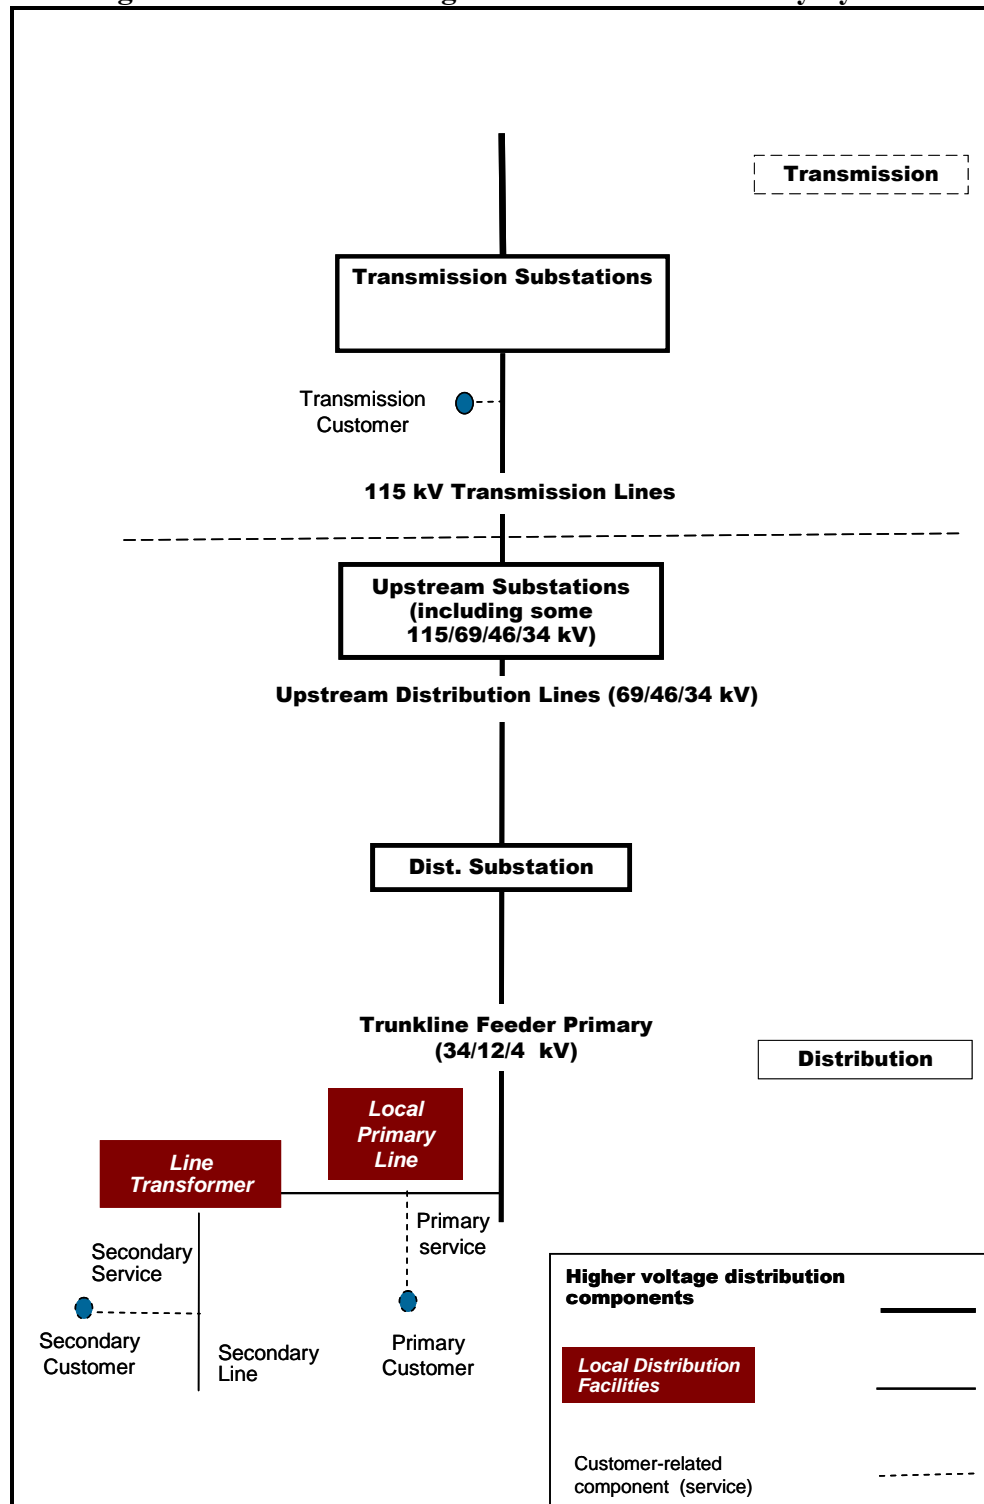 Transmission
Transmission Substations
Transmission
Customer
115 kV Transmission Lines
Upstream Substations
(including some
115/69/46/34 kV)
Upstream Distribution Lines (69/46/34 kV)
Dist. Substation
Trunkline Feeder Primary
(34/12/4 kV)
Distribution
Local
Primary
Line
Line
Transformer
Primary
service
Secondary
Service
Secondary
Customer
Secondary
Line
Primary
Customer
Higher voltage distribution
components
Local Distribution
Facilities
Customer-related
component (service)